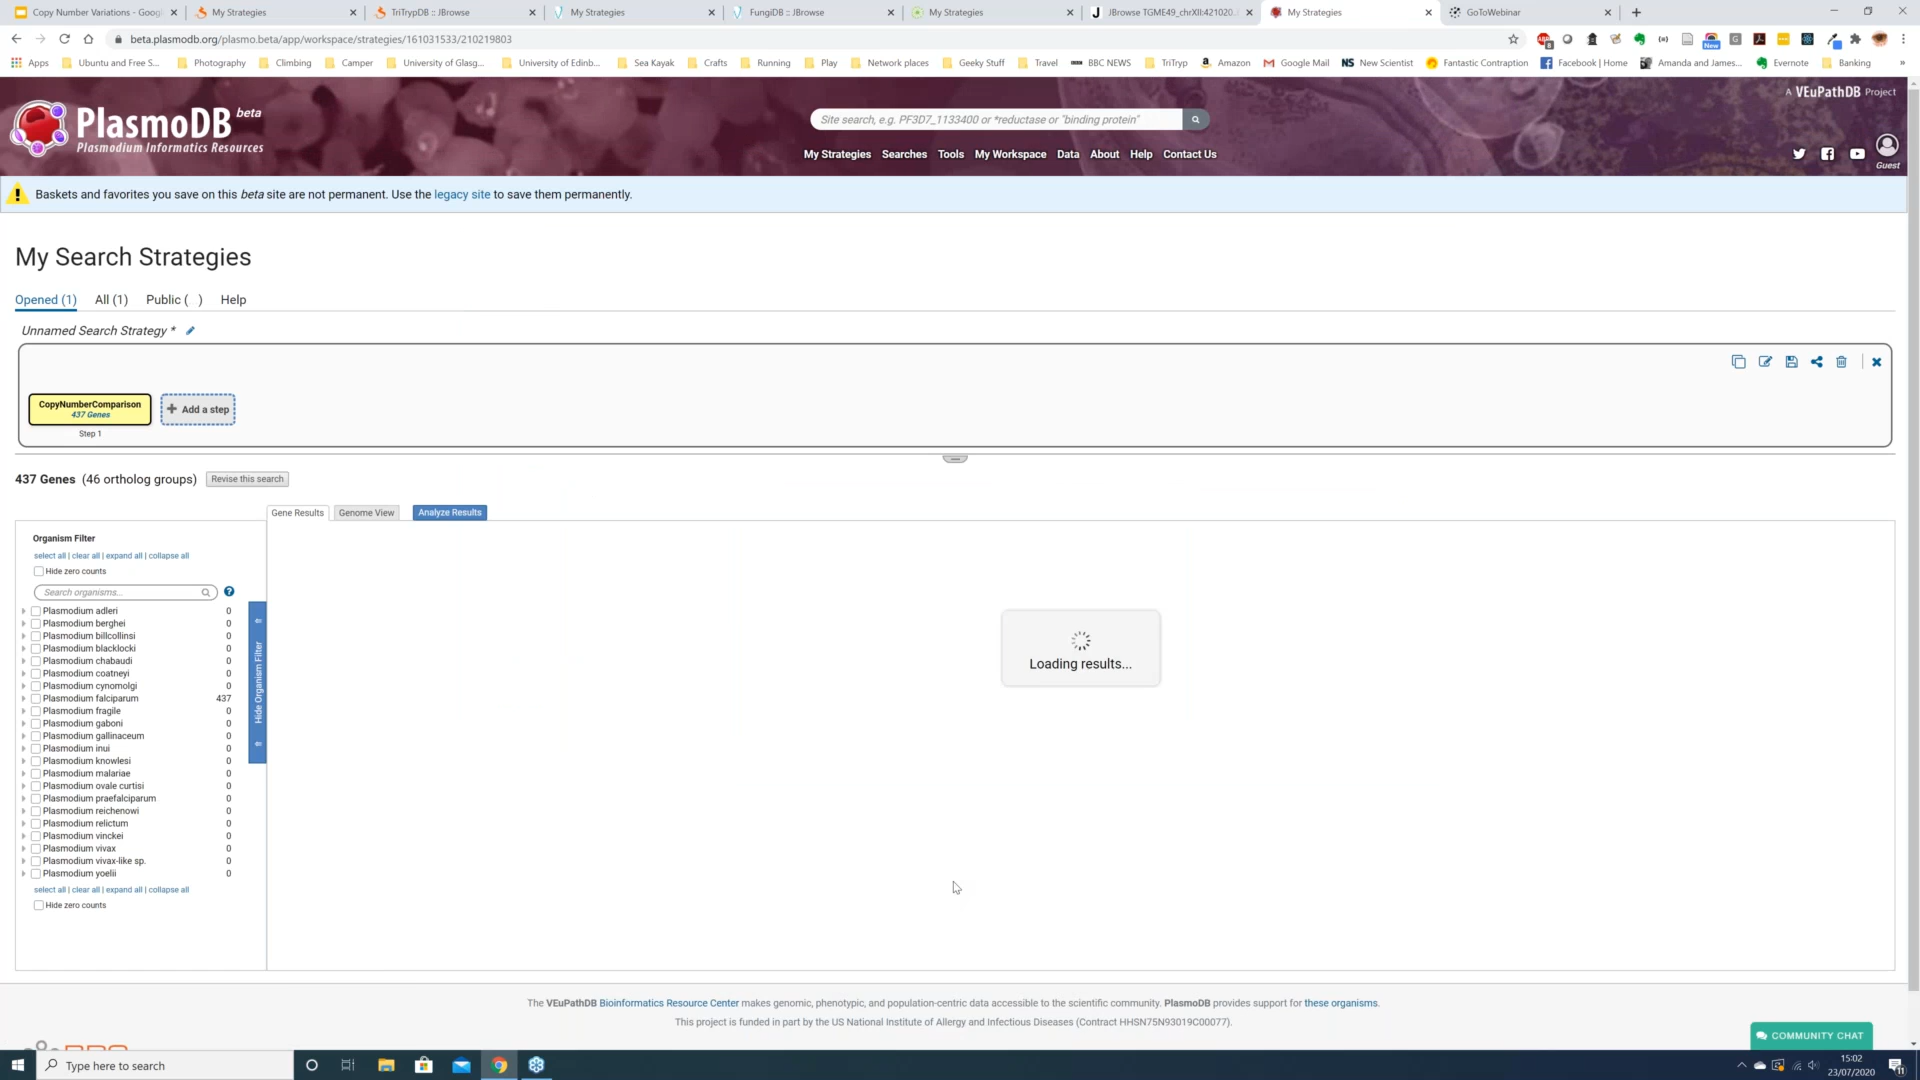 Copy Number Variations - Goog
My Strategies
TriTrypDB :: JBrowse
My Strategies
FungiDB :: JBrowse
My Strategies
JBrowse TGME49_chrXII:421020..
My Strategies
GoToWebinar
beta.plasmodb.org/plasmo.beta/app/workspace/strategies/161031533/210219803
Apps
Ubuntu and Free S...
Photography
Climbing
Camper
University of Glasg...
University of Edinb...
Sea Kayak
Crafts
Running
Play
Network places
Geeky Stuff
Travel
BBC NEWS
TriTryp
Amazon
Google Mail
NS New Scientist
Fantastic Contraption
Facebook | Home
Amanda and James...
Evernote
Banking
»
PlasmoDB beta
Plasmodium Informatics Resources
A VEuPathDB Project
Site search, e.g. PF3D7_1133400 or *reductase or "binding protein"
My Strategies Searches Tools My Workspace Data About Help Contact Us
Guest
Baskets and favorites you save on this beta site are not permanent. Use the legacy site to save them permanently.
My Search Strategies
Opened (1) All (1) Public ( ) Help
Unnamed Search Strategy *
CopyNumberComparison
437 Genes
+ Add a step
Step 1
437 Genes (46 ortholog groups) Revise this search
Gene Results Genome View Analyze Results
Organism Filter
select all | clear all | expand all | collapse all
Hide zero counts
Search organisms...
Plasmodium adleri 0
Plasmodium berghei 0
Plasmodium billcollinsi 0
Plasmodium blacklocki 0
Plasmodium chabaudi 0
Plasmodium coatneyi 0
Plasmodium cynomolgi 0
Plasmodium falciparum 437
Plasmodium fragile 0
Plasmodium gaboni 0
Plasmodium gallinaceum 0
Plasmodium inui 0
Plasmodium knowlesi 0
Plasmodium malariae 0
Plasmodium ovale curtisi 0
Plasmodium praefalciparum 0
Plasmodium reichenowi 0
Plasmodium relictum 0
Plasmodium vinckei 0
Plasmodium vivax 0
Plasmodium vivax-like sp. 0
Plasmodium yoelii 0
select all | clear all | expand all | collapse all
Hide zero counts
Hide Organism Filter
Loading results...
The VEuPathDB Bioinformatics Resource Center makes genomic, phenotypic, and population-centric data accessible to the scientific community. PlasmoDB provides support for these organisms.
This project is funded in part by the US National Institute of Allergy and Infectious Diseases (Contract HHSN75N93019C00077).
COMMUNITY CHAT
Type here to search
15:02
23/07/2020